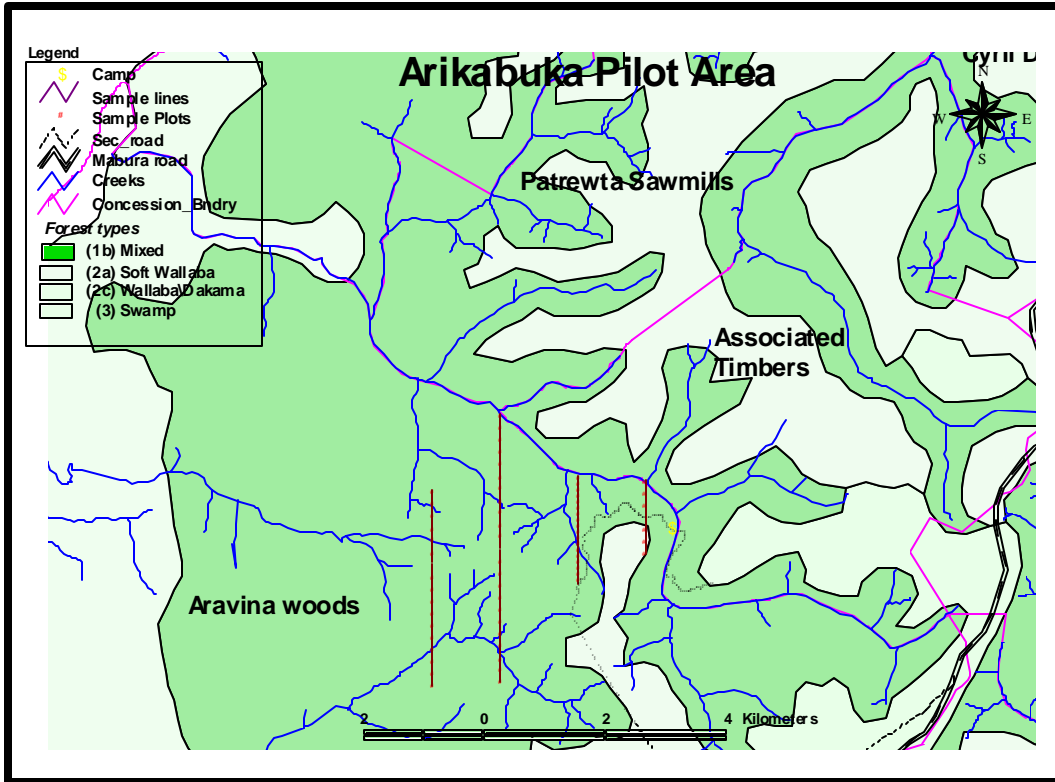 Legend
$ Camp
Sample lines
Sample Plots
Sec_road
Mabura road
Creeks
Concession_Bndry
Forest types
(1b) Mixed
(2a) Soft Wallaba
(2c) Wallaba\Dakama
(3) Swamp
Arikabuka Pilot Area
N
W E
S
Patrewta Sawmills
Associated
Timbers
$
Aravina woods
2 0 2 4 Kilometers